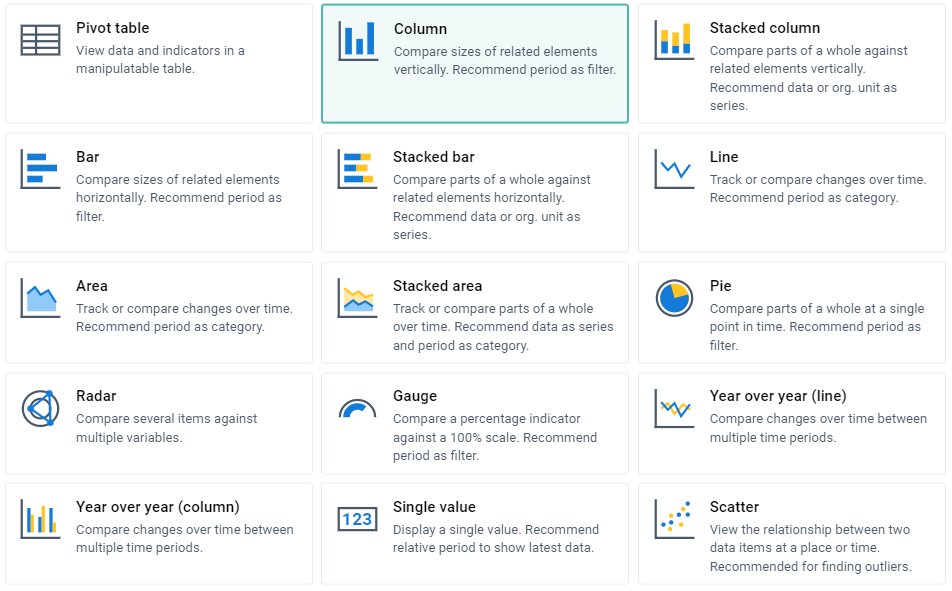 Pivot table
View data and indicators in a
manipulatable table.
Column
Compare sizes of related elements
vertically. Recommend period as filter.
Stacked column
Compare parts of a whole against
related elements vertically.
Recommend data or org. unit as
series.
Bar
Compare sizes of related elements
horizontally. Recommend period as
filter.
Stacked bar
Compare parts of a whole against
related elements horizontally.
Recommend data or org. unit as
series.
Line
Track or compare changes over time.
Recommend period as category.
Area
Track or compare changes over time.
Recommend period as category.
Stacked area
Track or compare parts of a whole
over time. Recommend data as series
and period as category.
Pie
Compare parts of a whole at a single
point in time. Recommend period as
filter.
Radar
Compare several items against
multiple variables.
Gauge
Compare a percentage indicator
against a 100% scale. Recommend
period as filter.
Year over year (line)
Compare changes over time between
multiple time periods.
Year over year (column)
Compare changes over time between
multiple time periods.
123
Single value
Display a single value. Recommend
relative period to show latest data.
Scatter
View the relationship between two
data items at a place or time.
Recommended for finding outliers.